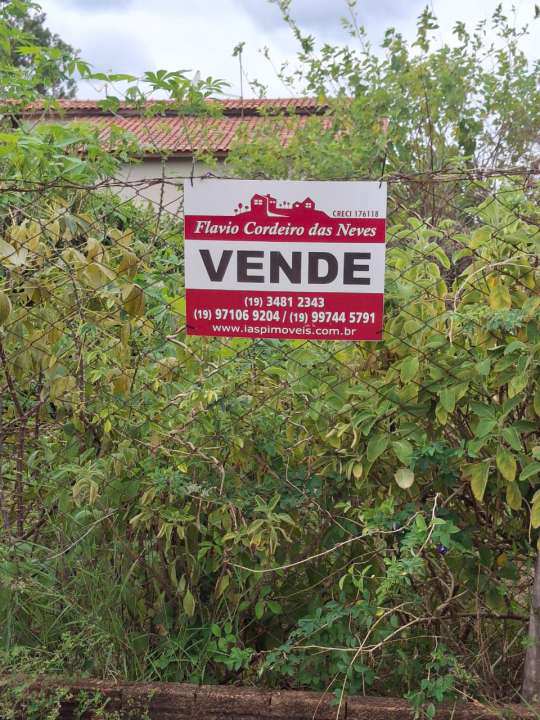 CRECI 176118
Flavio Cordeiro das Neves
VENDE
(19) 3481 2343
(19) 97106 9204 / (19) 99744 5791
www.iaspimoveis.com.br